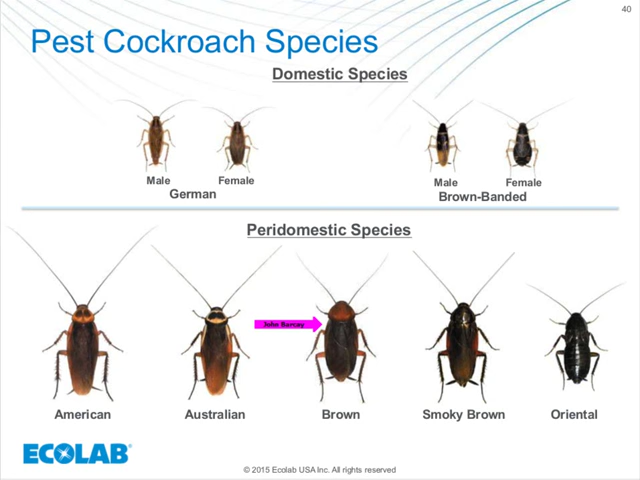 40
Pest Cockroach Species
Domestic Species
Male Female
German
Male Female
Brown-Banded
Peridomestic Species
John Barcay
American Australian Brown Smoky Brown Oriental
ECOLAB®
© 2015 Ecolab USA Inc. All rights reserved